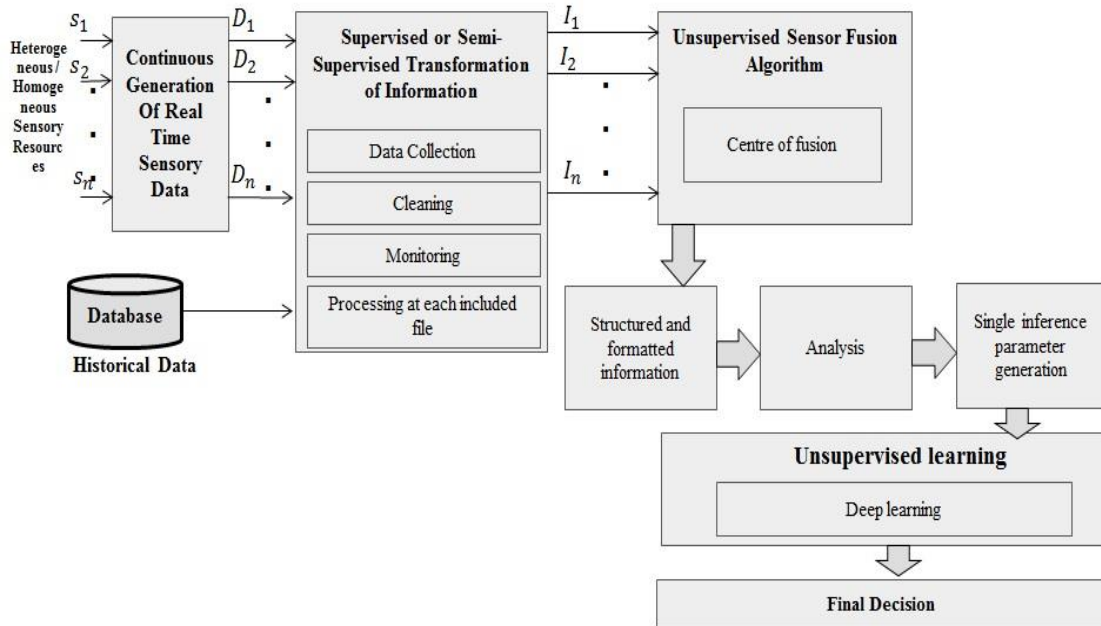 Heteroge
neous /
Homoge
neous
Sensory
Resourc
es
s1
s2
sn
Continuous
Generation
Of Real
Time
Sensory
Data
D1
D2
Dn
Database
Historical Data
Supervised or Semi-
Supervised Transformation
of Information
Data Collection
Cleaning
Monitoring
Processing at each included
file
I1
I2
In
Unsupervised Sensor Fusion
Algorithm
Centre of fusion
Structured and
formatted
information
Analysis
Single inference
parameter
generation
Unsupervised learning
Deep learning
Final Decision